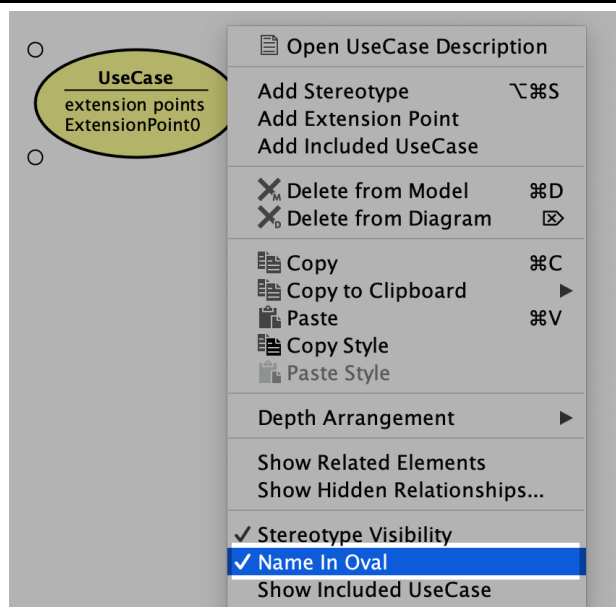 UseCase
extension points
ExtensionPoint0
Open UseCase Description
Add Stereotype ⌥⌘S
Add Extension Point
Add Included UseCase
Delete from Model ⌘D
Delete from Diagram ⌦
Copy ⌘C
Copy to Clipboard ▶
Paste ⌘V
Copy Style
Paste Style
Depth Arrangement ▶
Show Related Elements
Show Hidden Relationships...
✓ Stereotype Visibility
✓ Name In Oval
Show Included UseCase